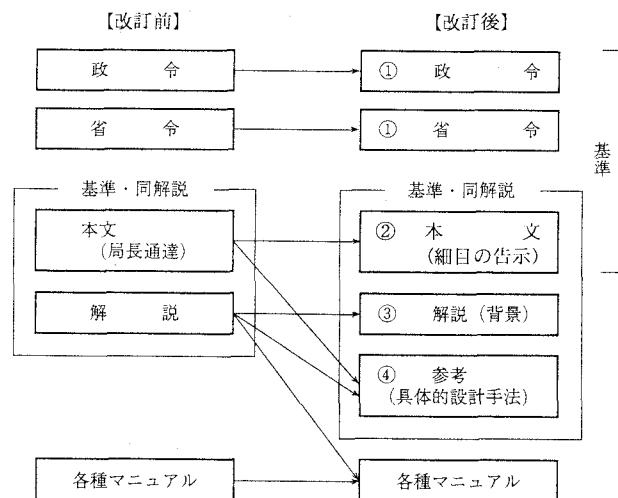 【改訂前】
【改訂後】
政 令
① 政 令
省 令
① 省 令
基準
基準・同解説
基準・同解説
本文
(局長通達)
② 本 文
(細目の告示)
解 説
③ 解説 (背景)
④ 参考
(具体的設計手法)
各種マニュアル
各種マニュアル